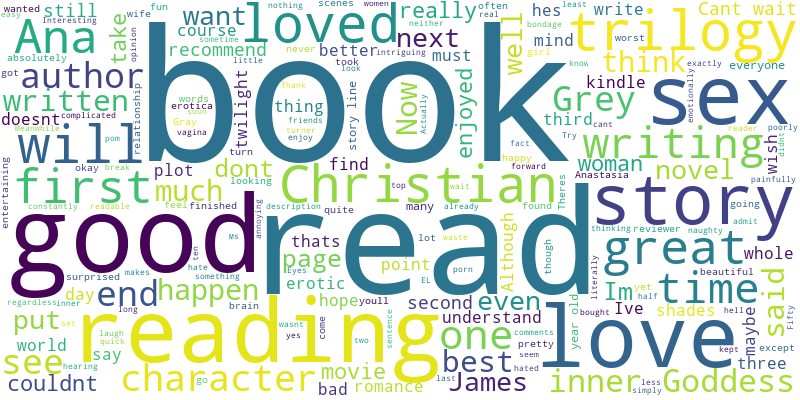 book
read
good
reading
love
sex
story
trilogy
loved
Christian
great
time
first
will
writing
Ana
author
written
Grey
think
want
next
really
well
one
end
character
inner
Goddess
James
best
even
said
see
put
happen
much
dont
page
Now
enjoyed
novel
woman
wish
Im
Ive
shades
maybe
three
whole
movie
romance
bad
hope
erotic
point
second
understand
couldnt
world
say
day
plot
find
thing
twillight
recommend
course
better
must
mind
hes
write
Cant wait
everyone
still
take
doesnt
absolutely
wanted
Interesting
easy
wife
fun
scenes
nothing
women
often
real
least
bondage
opinion
got
sometime
never
took
look
little
intriguing
girl
neither
worst
know
exactly
emotionally
relationship
complicated
Meanwhile
okay
break
pom
words
erotica
soon
Gray
vagina
Thank
turner
friends
enjoy
turn
story line
Actually
kindle
third
fact
Try
cant
reader
poorly
didnt
painfully
happy
forward
Anastasia
looking
top
wait
Although
Theres
found
already
many
description
quite
thats
annoying
finished
feel
readable
constantly
entertaining
surprised
makes
ten
hate
Ms
something
Eyes
EL
lot
waste
porn
though
year old
thinking
reviewer
naughty
going
admit
beautiful
literally
yet
half
bought
hell
Fifty
except
kept
less
simply
hated
pretty
seem
comments
last
sentence
two
come
youll
wasnt
yes
brain
long
laugh
quick
hearing
set
regardless
inner
go